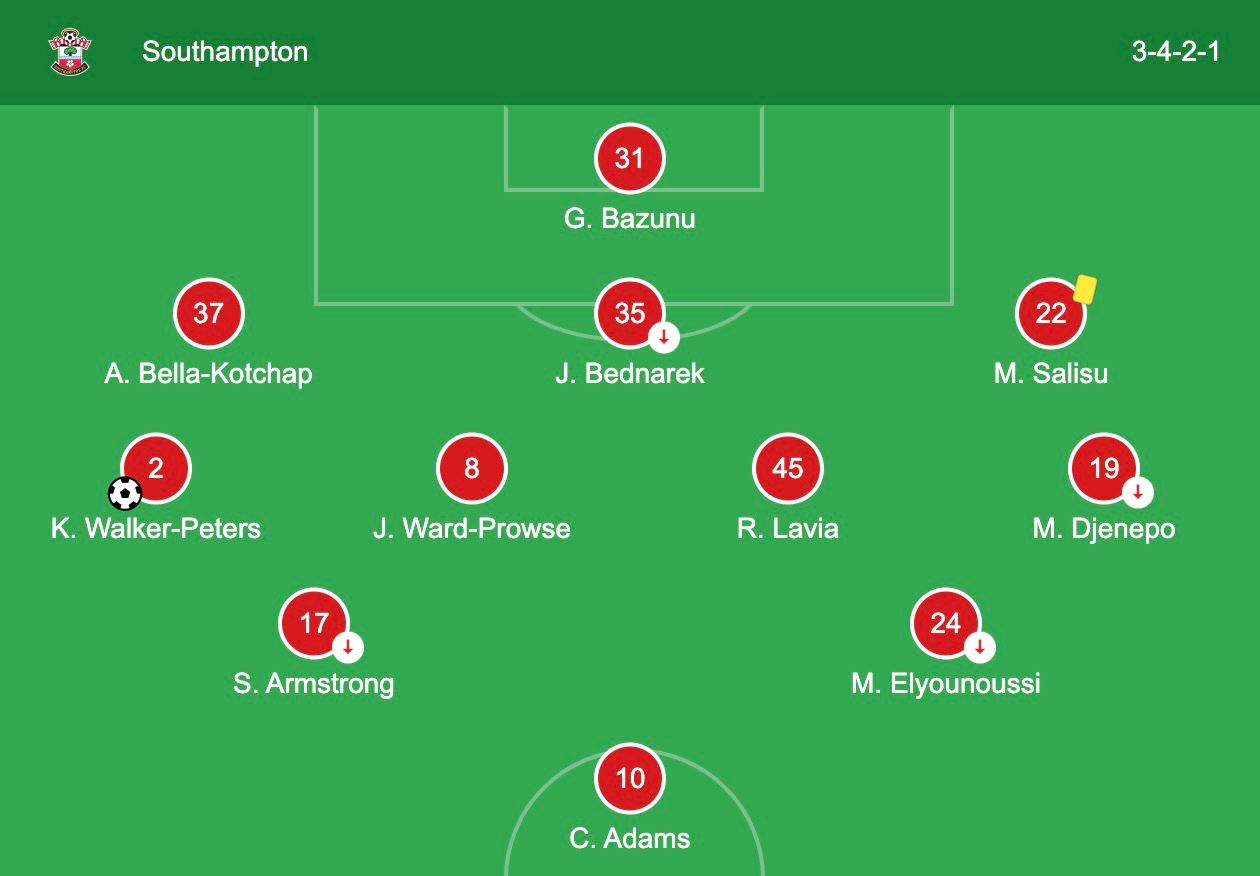 Southampton
3-4-2-1
31
G. Bazunu
37
35
22
A. Bella-Kotchap
J. Bednarek
M. Salisu
2
8
45
19
K. Walker-Peters
J. Ward-Prowse
R. Lavia
M. Djenepo
17
24
S. Armstrong
M. Elyounoussi
10
C. Adams